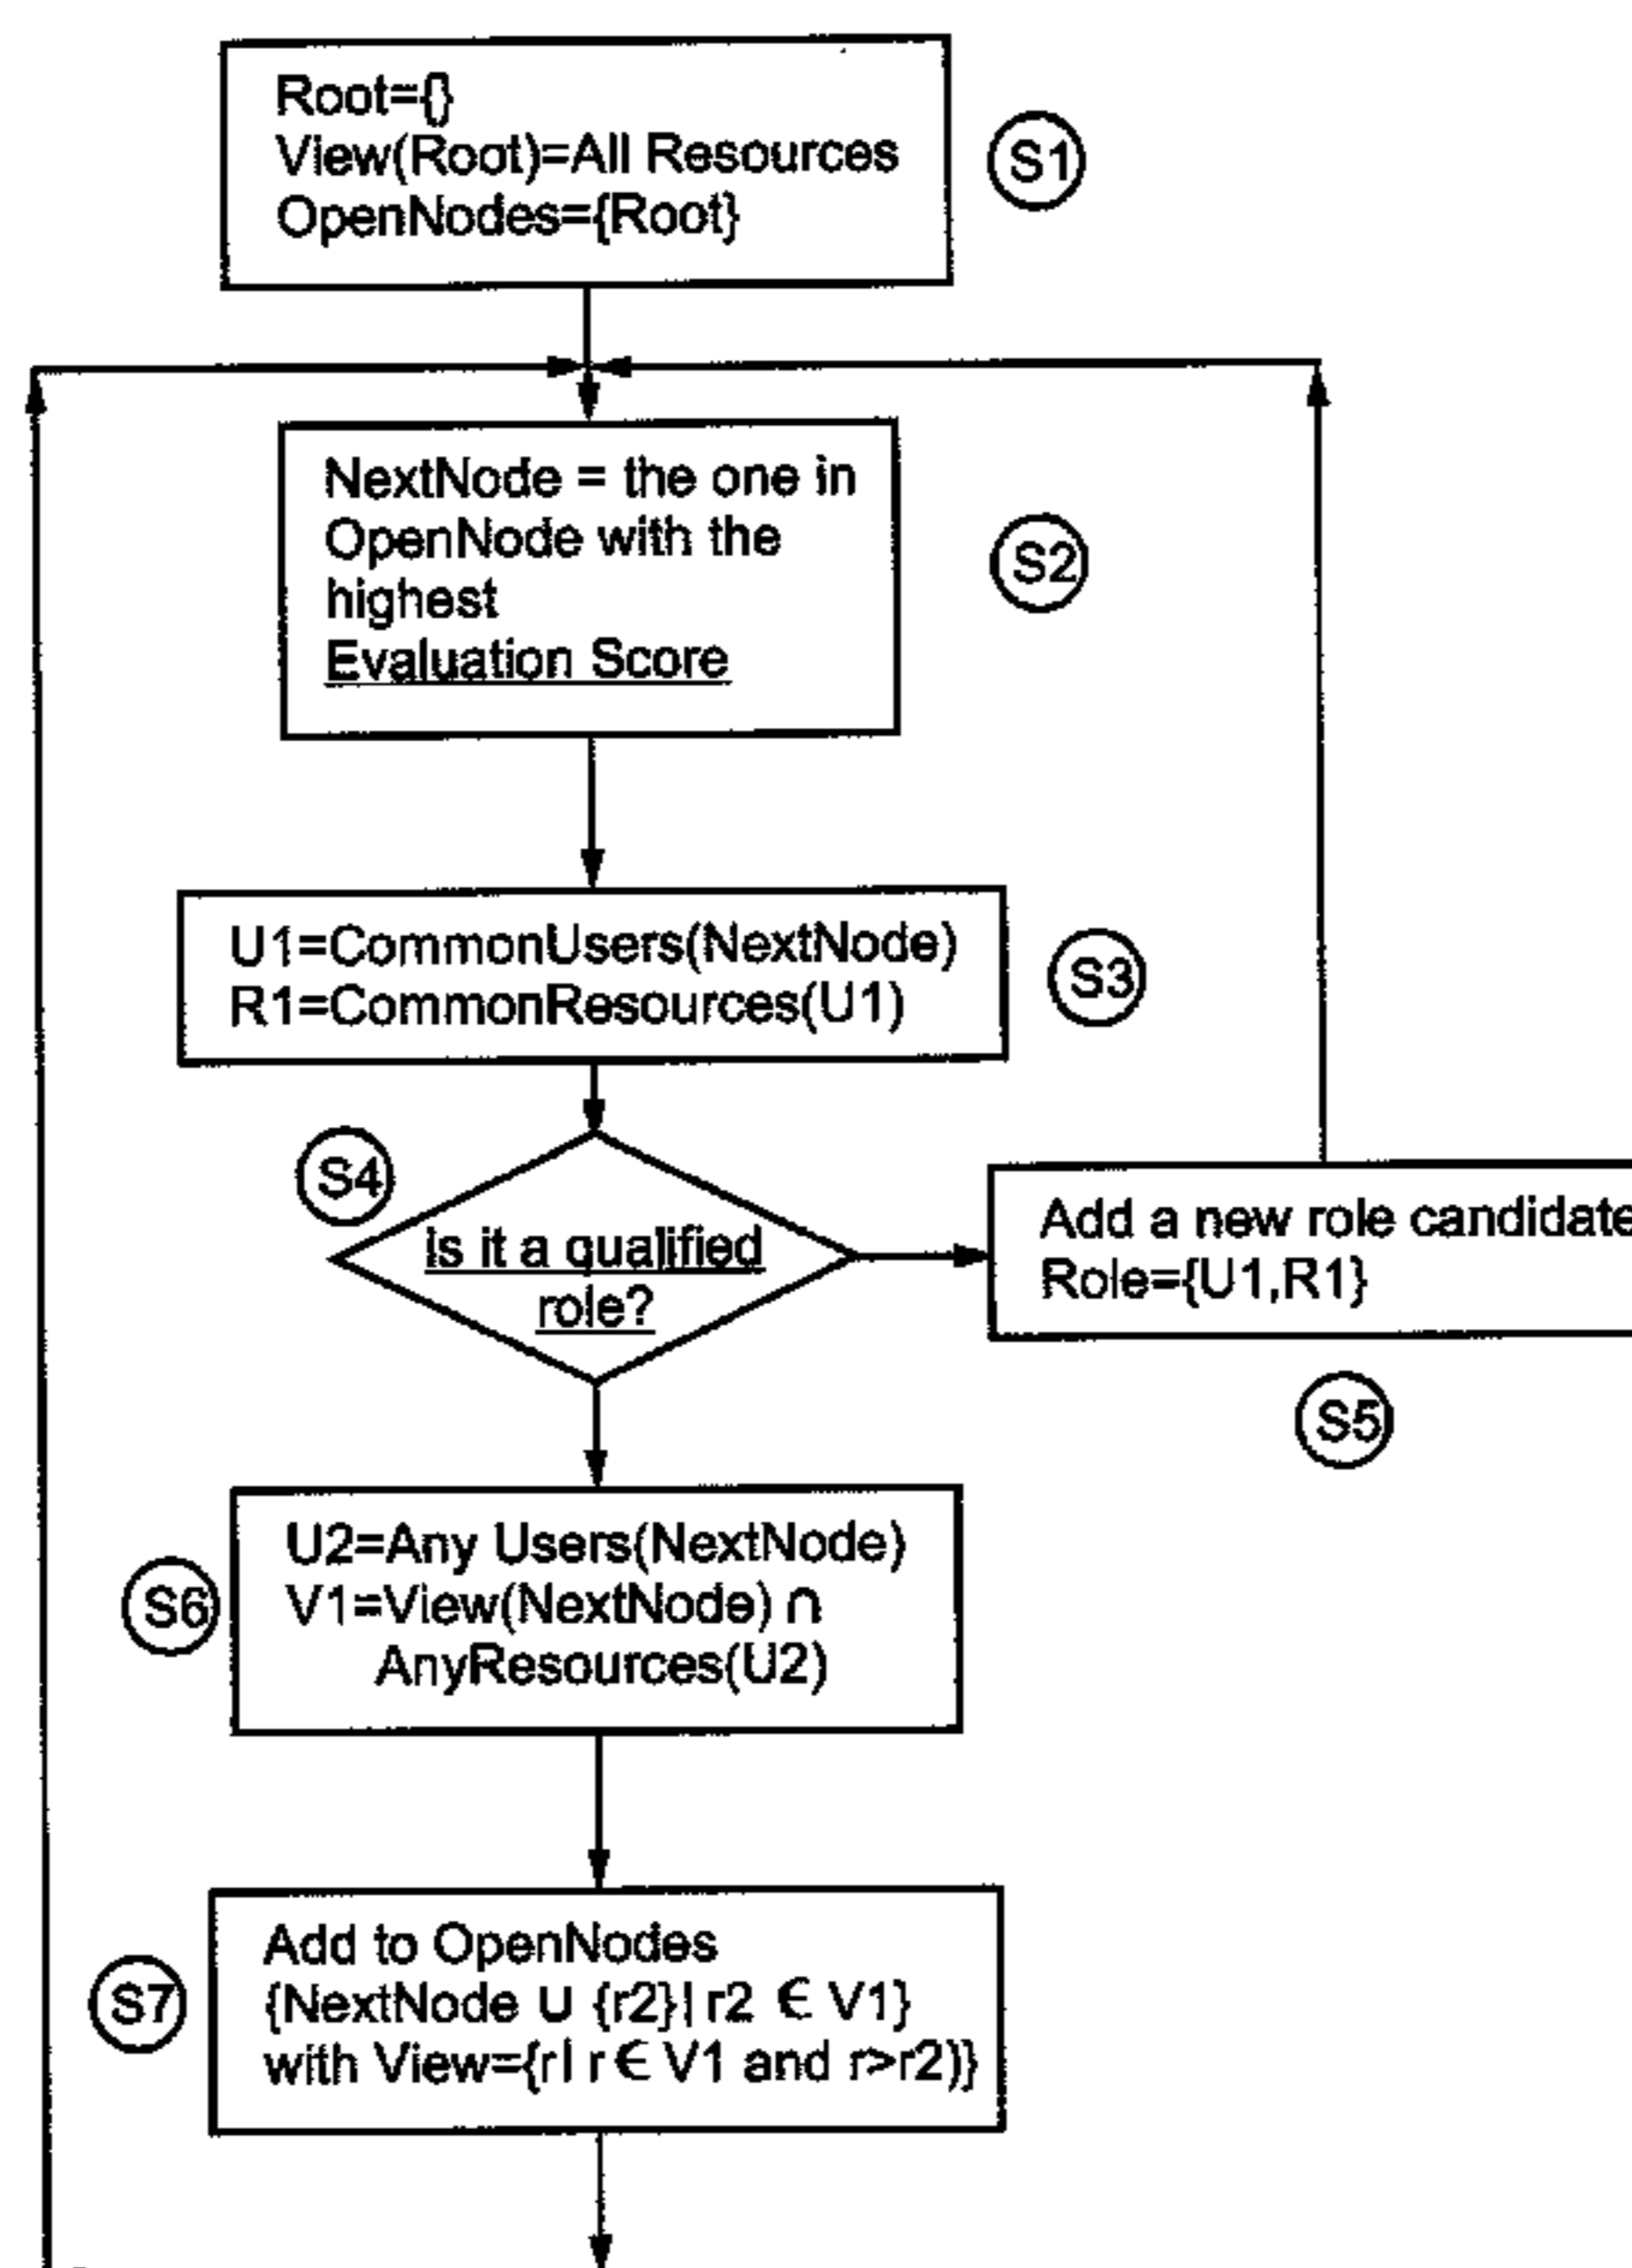 Root={}
View(Root)=All Resources
OpenNodes={Root}
S1
NextNode = the one in
OpenNode with the
highest
Evaluation Score
S2
U1=CommonUsers(NextNode)
R1=CommonResources(U1)
S3
S4
Is it a qualified
role?
Add a new role candidate
Role={U1,R1}
S5
U2=Any Users(NextNode)
V1=View(NextNode) ∩
AnyResources(U2)
S6
Add to OpenNodes
{NextNode ∪ {r2}| r2 ∈ V1}
with View={r| r ∈ V1 and r>r2)}
S7